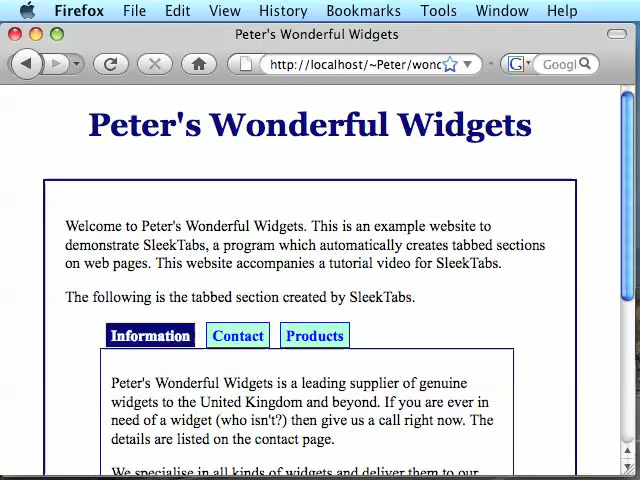 Firefox File Edit View History Bookmarks Tools Window Help
Peter's Wonderful Widgets
http://localhost/~Peter/wonc G Googl
Peter's Wonderful Widgets
Welcome to Peter's Wonderful Widgets. This is an example website to
demonstrate SleekTabs, a program which automatically creates tabbed sections
on web pages. This website accompanies a tutorial video for SleekTabs.
The following is the tabbed section created by SleekTabs.
Information Contact Products
Peter's Wonderful Widgets is a leading supplier of genuine
widgets to the United Kingdom and beyond. If you are ever in
need of a widget (who isn't?) then give us a call right now. The
details are listed on the contact page.
We specialise in all kinds of widgets and deliver them to our